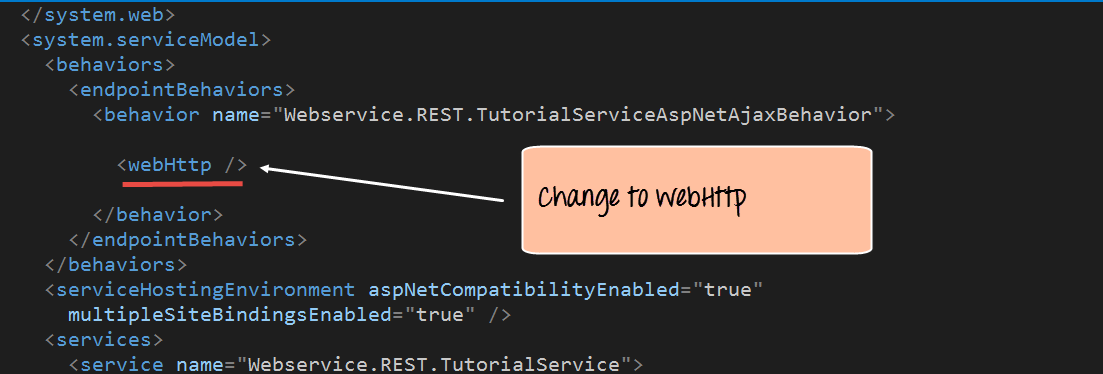 </system.web>
<system.serviceModel>
<behaviors>
<endpointBehaviors>
<behavior name="Webservice.REST.TutorialServiceAspNetAjaxBehavior">
<webHttp />
Change to WebHttp
</behavior>
</endpointBehaviors>
</behaviors>
<serviceHostingEnvironment aspNetCompatibilityEnabled="true"
multipleSiteBindingsEnabled="true" />
<services>
<service name="Webservice.REST.TutorialService">